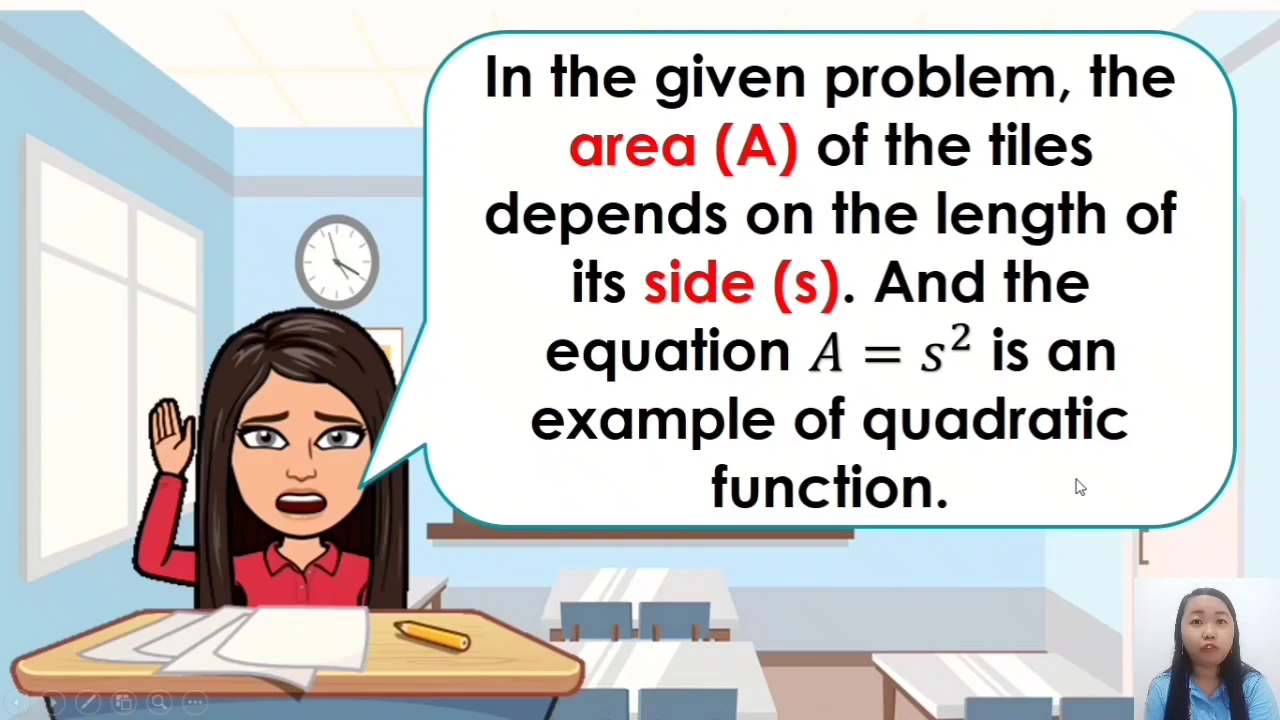 In the given problem, the
area (A) of the tiles
depends on the length of
its side (s). And the
equation A = s² is an
example of quadratic
function.